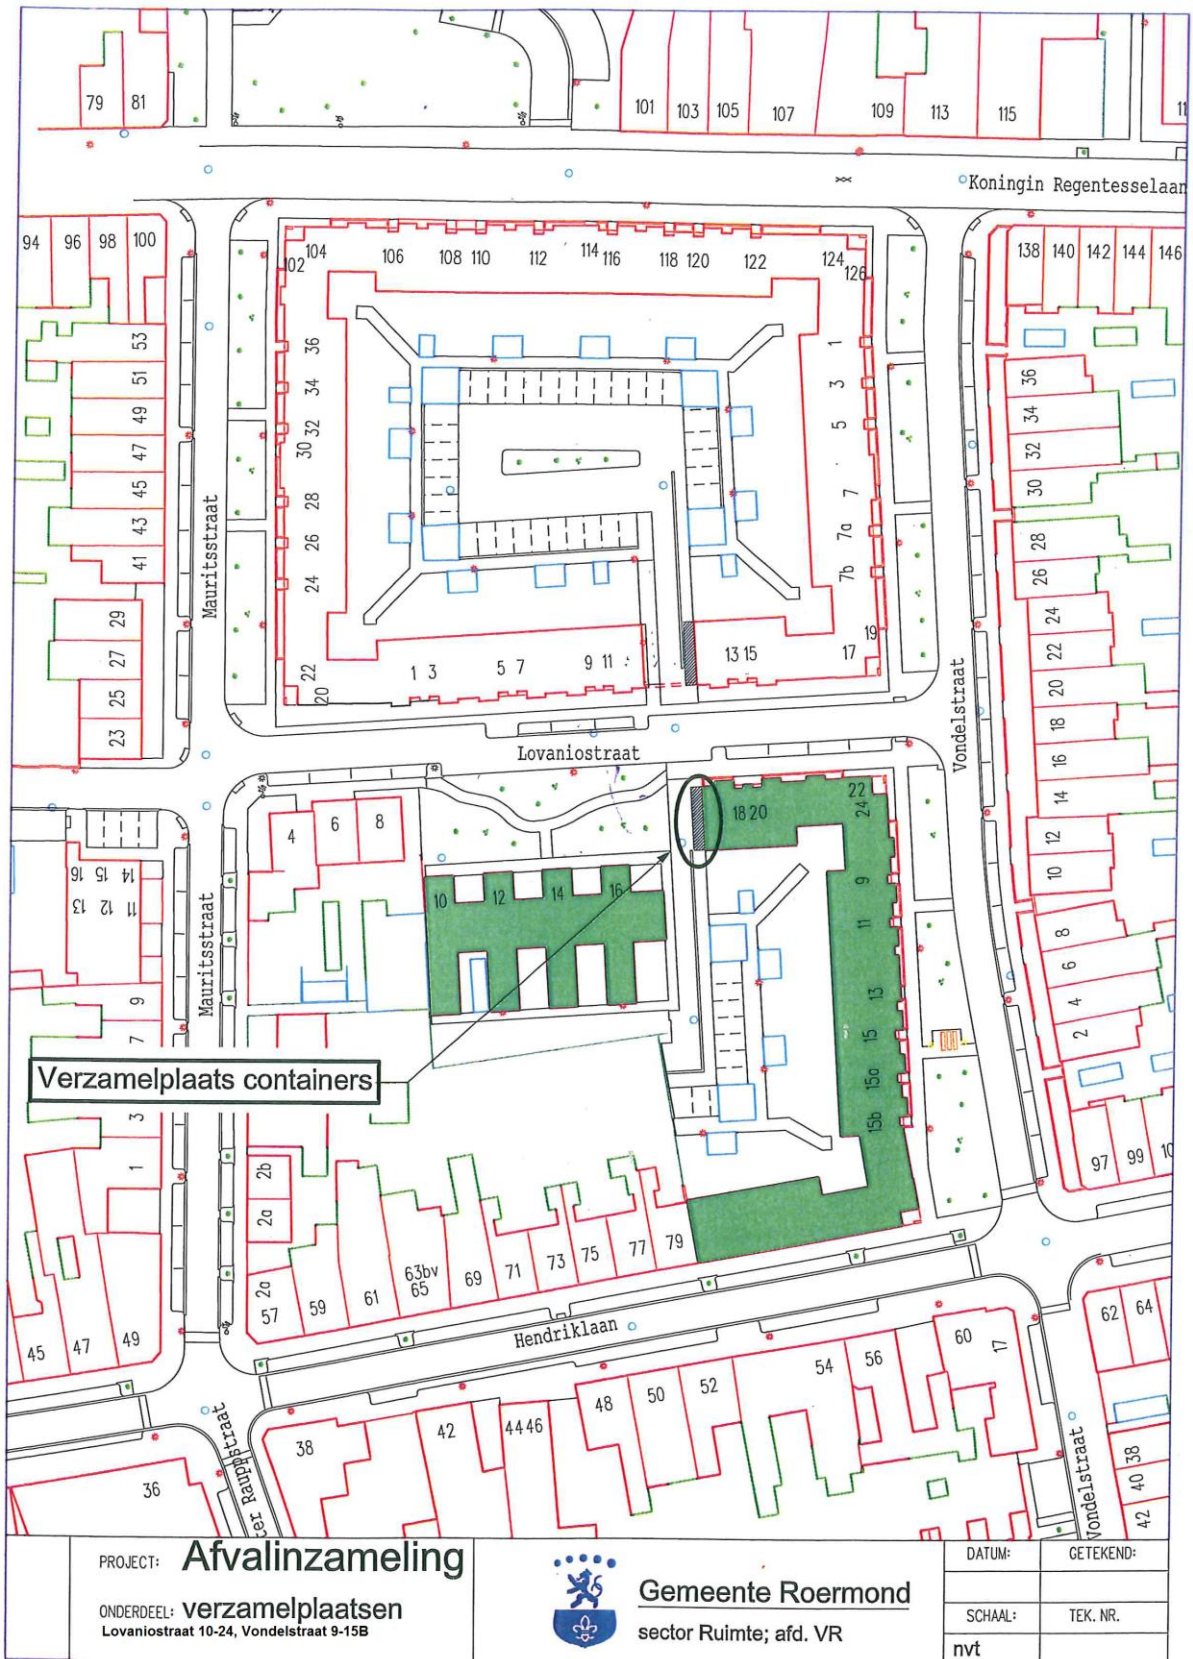 79 81
101 103 105 107 109 113 115 11
Koningin Regentesselaan
94 96 98 100
102 104 106 108 110 112 114 116 118 120 122 124 126
138 140 142 144 146
53
51
49
47
45
43
41
29
27
25
23
Mauritsstraat
36
34
32
30
28
26
24
22
20
1
3
5
7
7a
7b
19
17
1 3 5 7 9 11 13 15
36
34
32
30
28
26
24
22
20
18
16
14
12
10
8
6
4
2
Vondelstraat
Lovaniostraat
4 6 8
18 20 22
24
9
11
13
15
15a
15b
10 12 14 16
16 15 14
13 12 11
Mauritsstraat
9
7
3
1
Verzamelplaats containers
2b
2a
2a
57 59 61 63bv
65 69 71 73 75 77 79
97 99 10
45 47 49
Hendriklaan
62 64
36 38 42 44 46 48 50 52 54 56 60 17
cer Rauppstraat
Vondelstraat
38
40
42
PROJECT: Afvalinzameling
ONDERDEEL: verzamelplaatsen
Lovaniostraat 10-24, Vondelstraat 9-15B
Gemeente Roermond
sector Ruimte; afd. VR
DATUM: GETEKEND:
SCHAAL: TEK. NR.
nvt